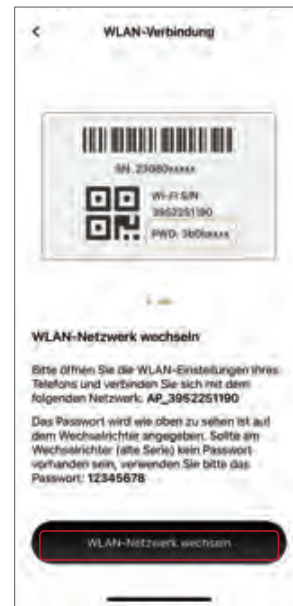 WLAN-Verbindung
SN: 23080xxxxx
Wi-Fi S/N
3952251190
PWD: 3b0xxxxx
WLAN-Netzwerk wechseln
Bitte öffnen Sie die WLAN-Einstellungen Ihres
Telefons und verbinden Sie sich mit dem
folgenden Netzwerk: AP_3952251190
Das Passwort wird wie oben zu sehen ist auf
dem Wechselrichter angegeben. Sollte am
Wechselrichter (alte Serie) kein Passwort
vorhanden sein, verwenden Sie bitte das
Passwort: 12345678
WLAN-Netzwerk wechseln